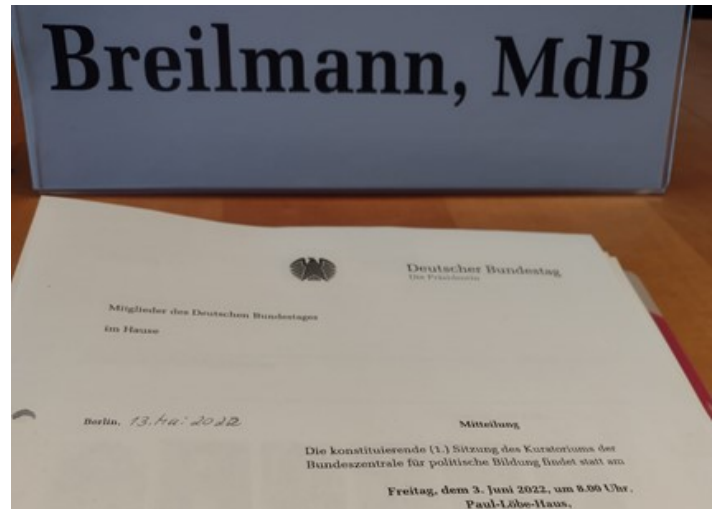 Breilmann, MdB
Deutscher Bundestag
Die Präsidentin
Mitglieder des Deutschen Bundestages
im Hause
Berlin, 13. Mai 2022
Mitteilung
Die konstituierende (1.) Sitzung des Kuratoriums der
Bundeszentrale für politische Bildung findet statt am
Freitag, dem 3. Juni 2022, um 8.00 Uhr,
Paul-Löbe-Haus,